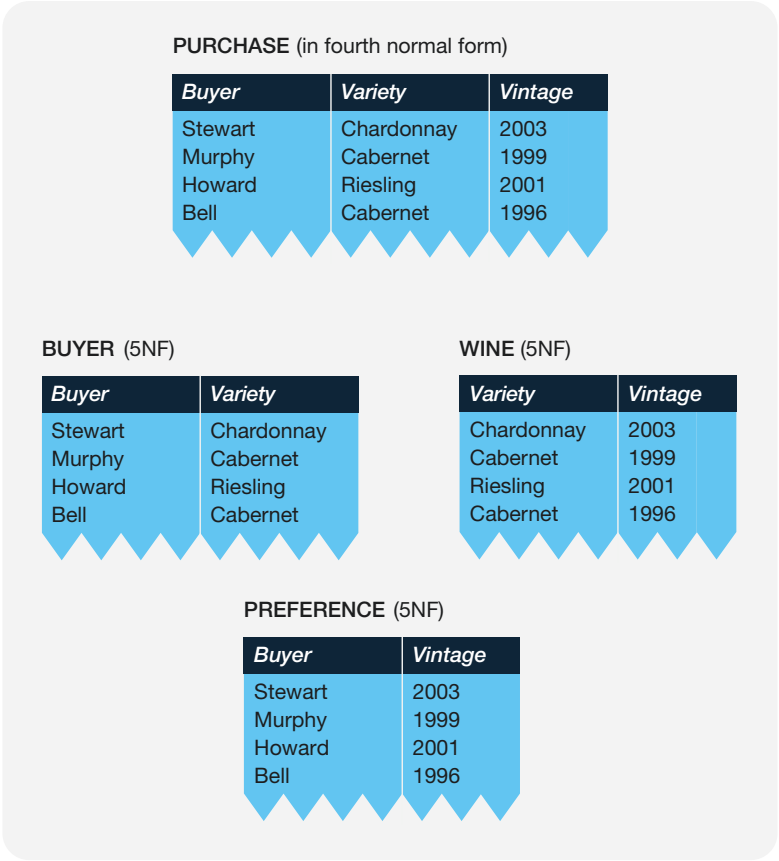 PURCHASE (in fourth normal form)
Buyer Variety Vintage
Stewart Chardonnay 2003
Murphy Cabernet 1999
Howard Riesling 2001
Bell Cabernet 1996
BUYER (5NF)
Buyer Variety
Stewart Chardonnay
Murphy Cabernet
Howard Riesling
Bell Cabernet
WINE (5NF)
Variety Vintage
Chardonnay 2003
Cabernet 1999
Riesling 2001
Cabernet 1996
PREFERENCE (5NF)
Buyer Vintage
Stewart 2003
Murphy 1999
Howard 2001
Bell 1996